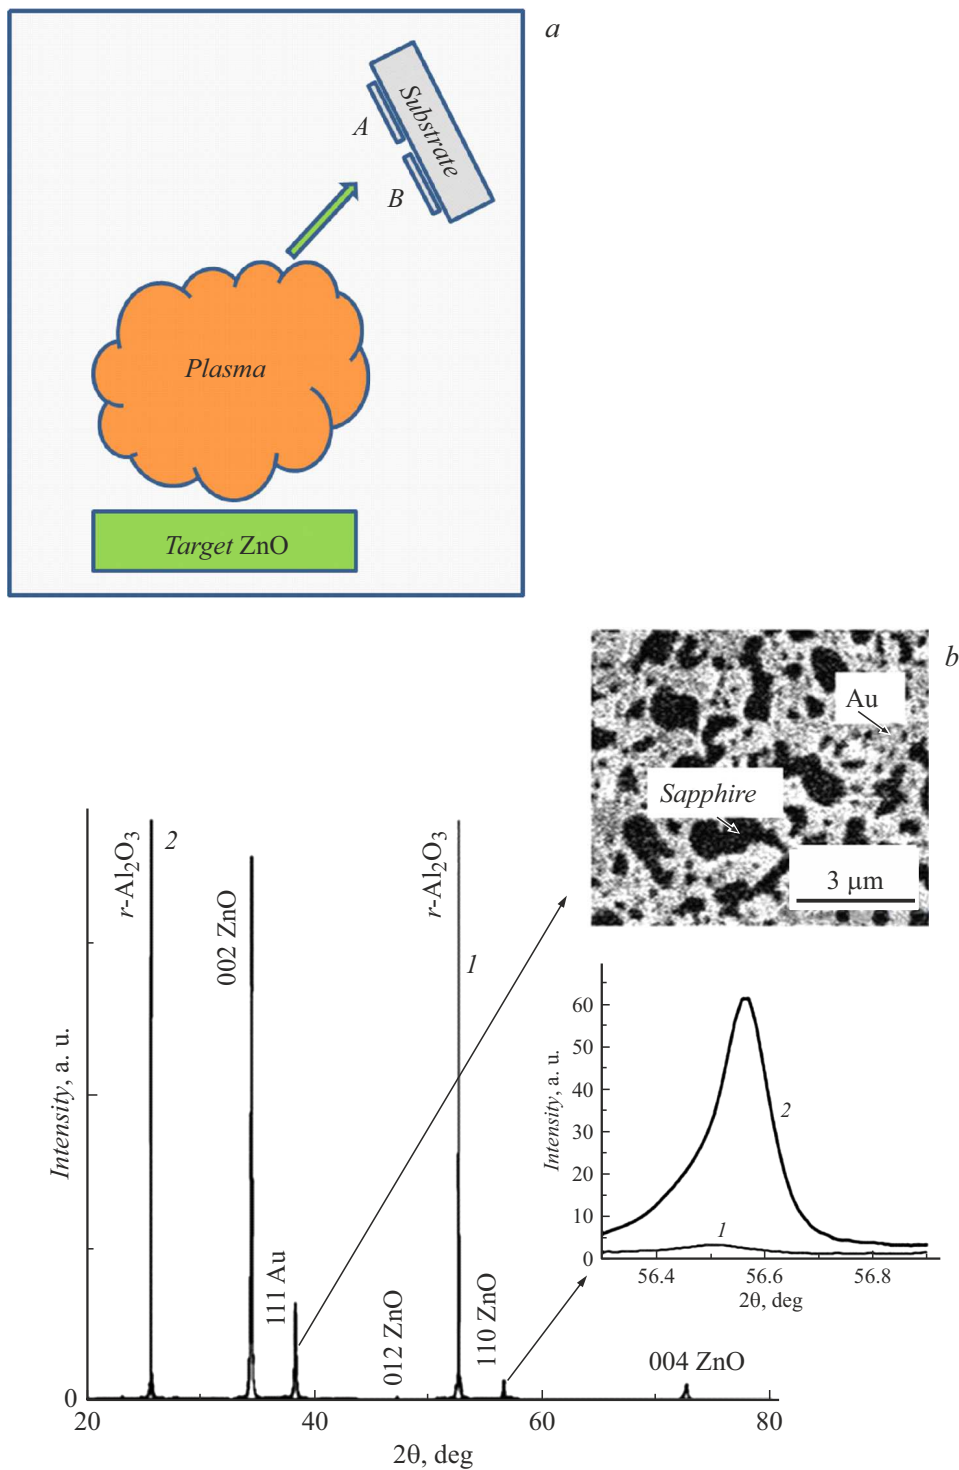 a
Substrate
A
B
Plasma
Target ZnO
b
Au
Sapphire
3 μm
r-Al2O3
2
002 ZnO
111 Au
012 ZnO
r-Al2O3
1
110 ZnO
004 ZnO
Intensity, a. u.
0
20
40
60
80
2θ, deg
60
50
40
30
20
10
0
Intensity, a. u.
2
1
56.4
56.6
56.8
2θ, deg